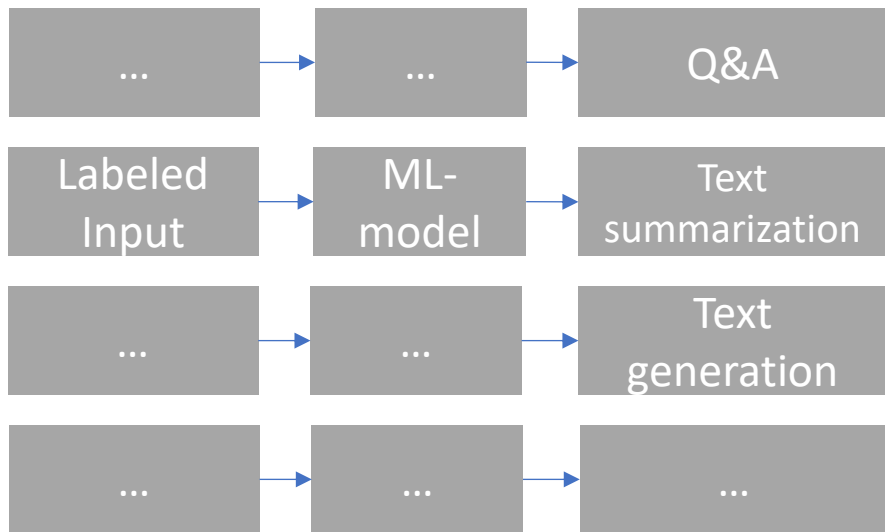 ... ... Q&A
Labeled ML- Text
Input model summarization
... ... Text
generation
... ... ...